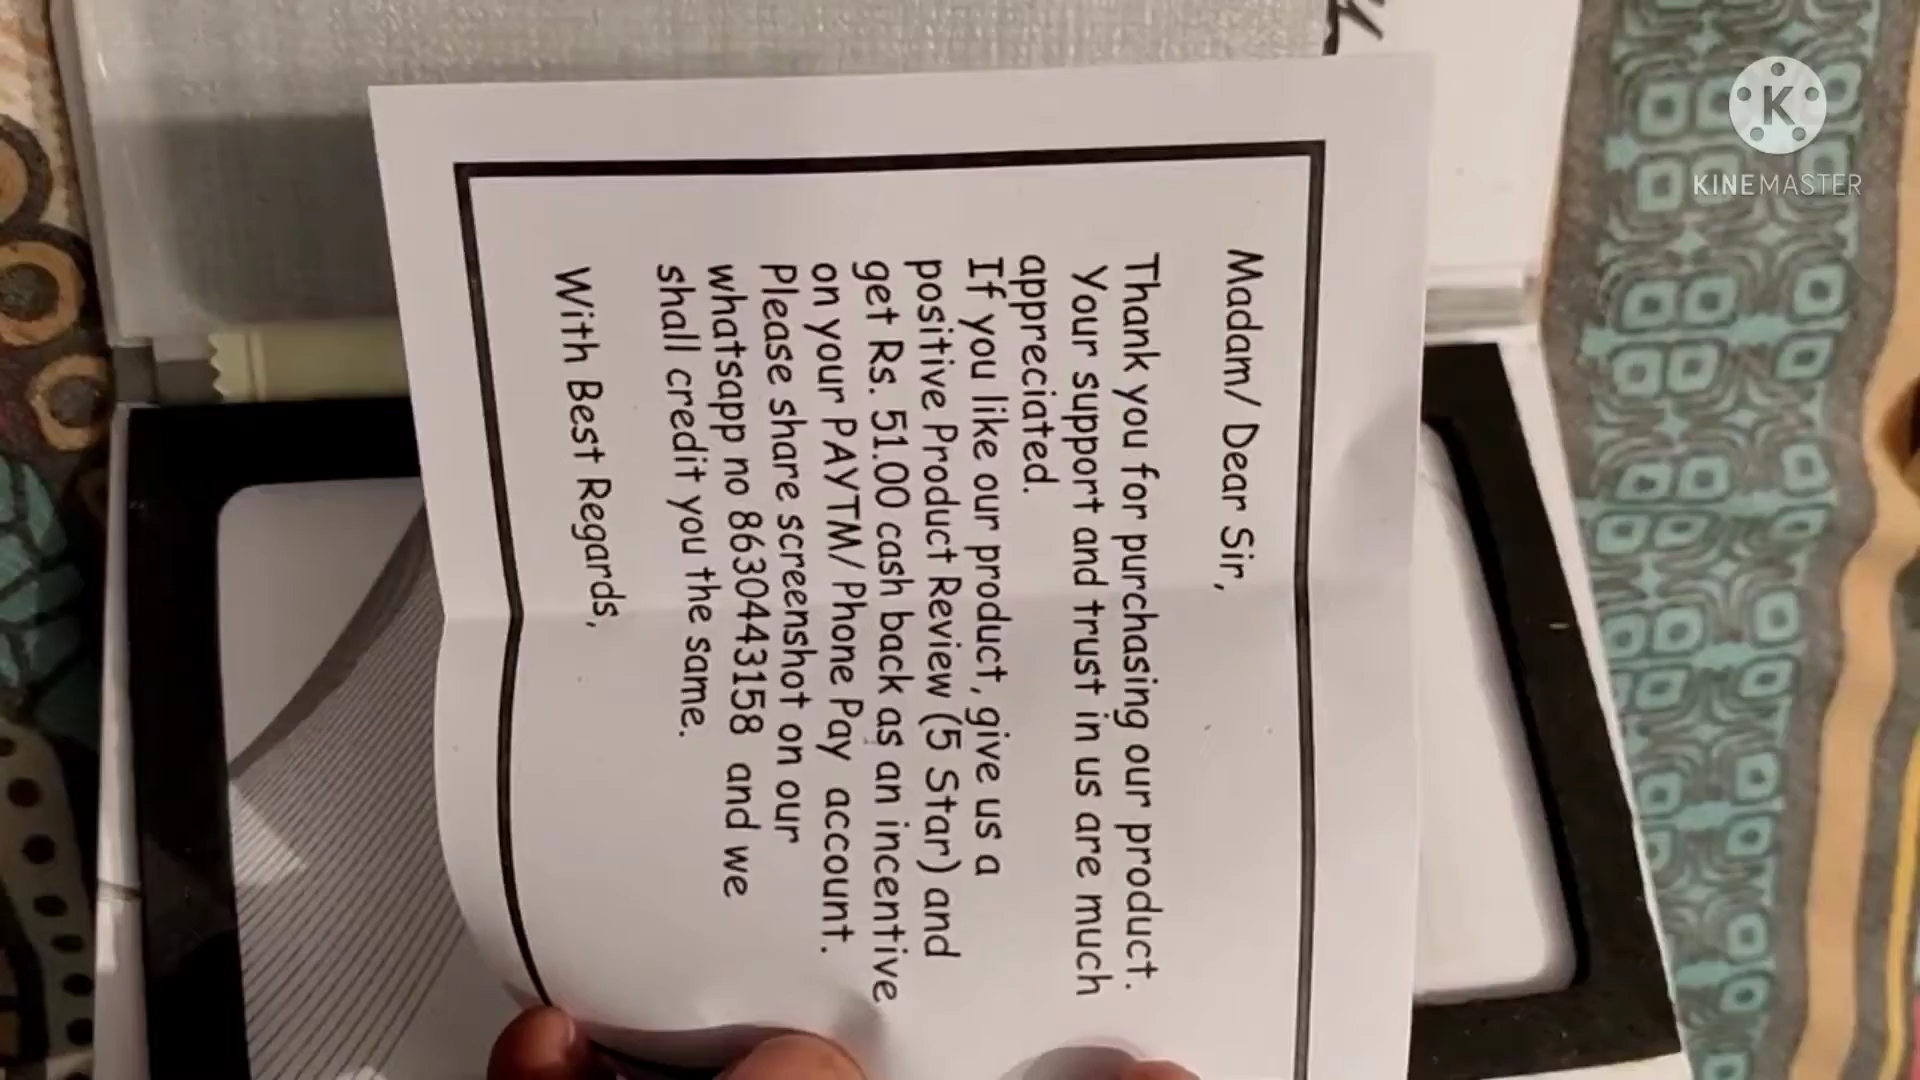 Madam/ Dear Sir,
Thank you for purchasing our product.
Your support and trust in us are much
appreciated.
If you like our product, give us a
positive Product Review (5 Star) and
get Rs. 51.00 cash back as an incentive
on your PAYTM/ Phone Pay account.
Please share screenshot on our
whatsapp no 8630443158 and we
shall credit you the same.
With Best Regards,
KINEMASTER